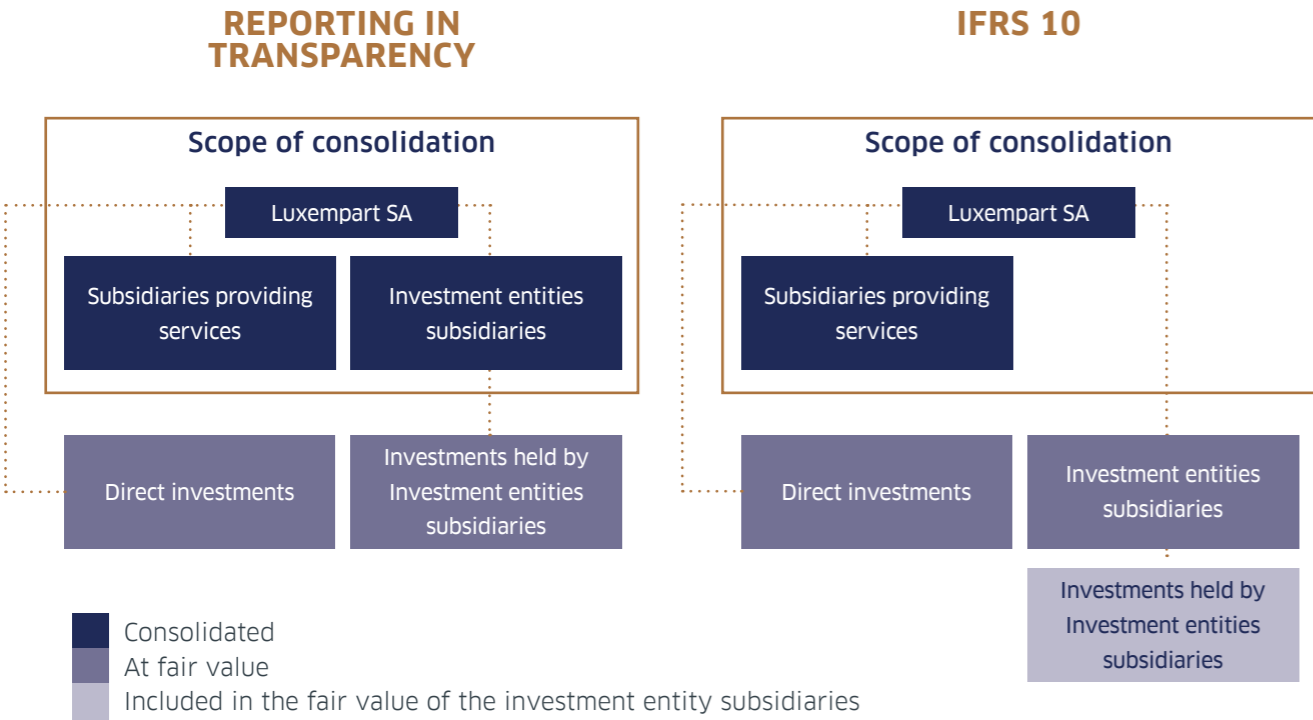 REPORTING IN
TRANSPARENCY
Scope of consolidation
Luxempart SA
Subsidiaries providing
services
Investment entities
subsidiaries
Direct investments
Investments held by
Investment entities
subsidiaries
IFRS 10
Scope of consolidation
Luxempart SA
Subsidiaries providing
services
Direct investments
Investment entities
subsidiaries
Investments held by
Investment entities
subsidiaries
Consolidated
At fair value
Included in the fair value of the investment entity subsidiaries